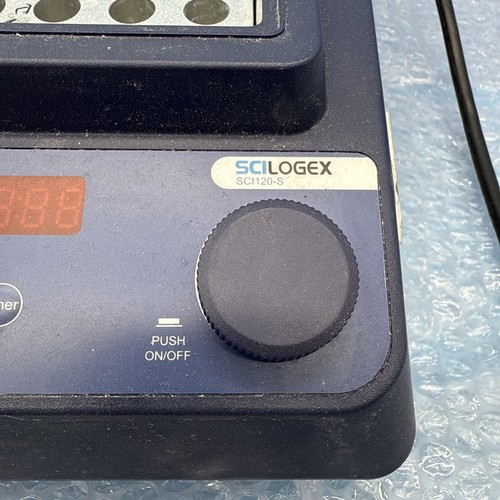 SCILOGEX
SCI120-S
PUSH
ON/OFF